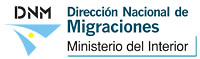 DNM
Dirección Nacional de
Migraciones
Ministerio del Interior